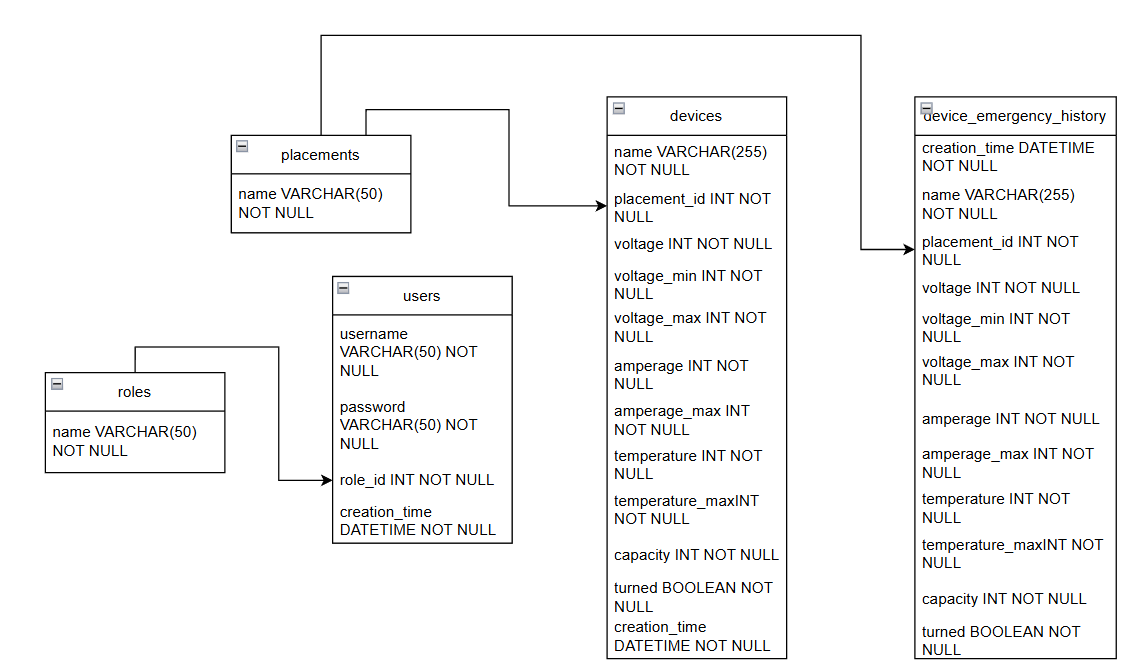 placements
name VARCHAR(50)
NOT NULL
roles
name VARCHAR(50)
NOT NULL
users
username
VARCHAR(50) NOT
NULL
password
VARCHAR(50) NOT
NULL
role_id INT NOT NULL
creation_time
DATETIME NOT NULL
devices
name VARCHAR(255)
NOT NULL
placement_id INT NOT
NULL
voltage INT NOT NULL
voltage_min INT NOT
NULL
voltage_max INT NOT
NULL
amperage INT NOT
NULL
amperage_max INT
NOT NULL
temperature INT NOT
NULL
temperature_maxINT
NOT NULL
capacity INT NOT NULL
turned BOOLEAN NOT
NULL
creation_time
DATETIME NOT NULL
device_emergency_history
creation_time DATETIME
NOT NULL
name VARCHAR(255)
NOT NULL
placement_id INT NOT
NULL
voltage INT NOT NULL
voltage_min INT NOT
NULL
voltage_max INT NOT
NULL
amperage INT NOT NULL
amperage_max INT NOT
NULL
temperature INT NOT
NULL
temperature_maxINT NOT
NULL
capacity INT NOT NULL
turned BOOLEAN NOT
NULL